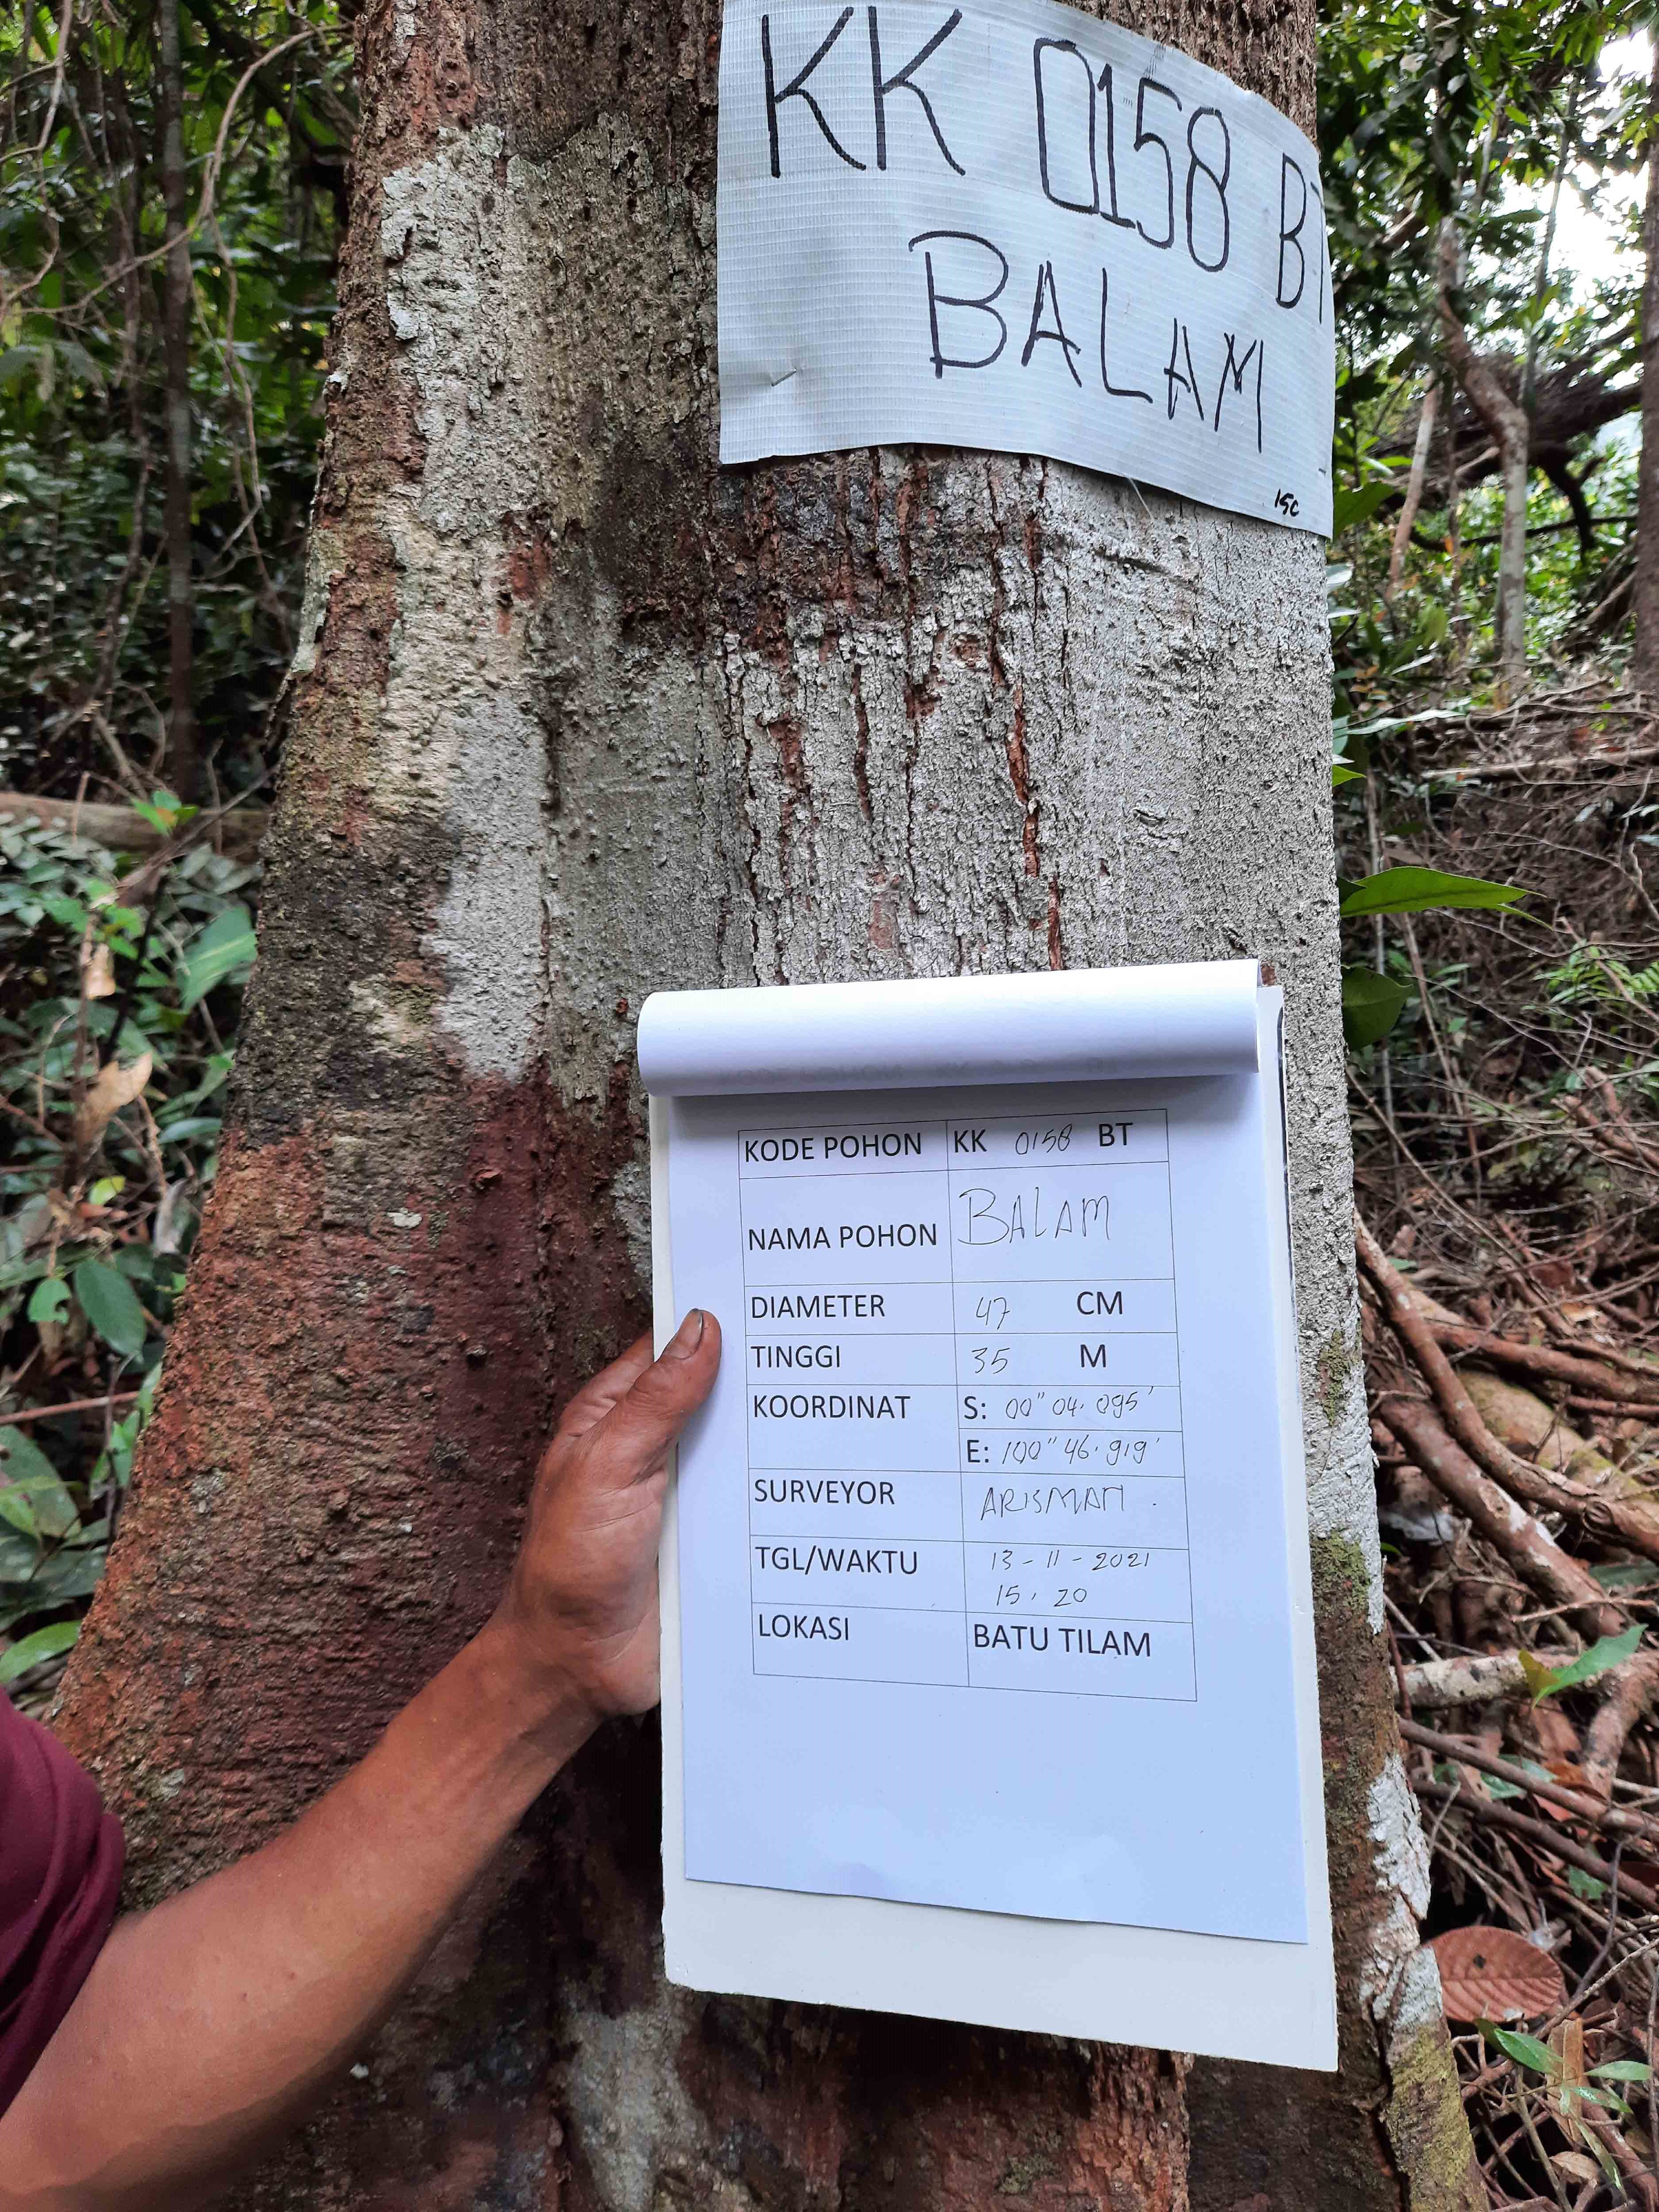 KK 0158 BT
BALAM
15C
KODE POHON KK 0158 BT
NAMA POHON BALAM
DIAMETER 47 CM
TINGGI 35 M
KOORDINAT S: 00" 04. 095'
E: 100" 46. 919'
SURVEYOR ARISMAN.
TGL/WAKTU 13-11-2021
15. 20
LOKASI BATU TILAM